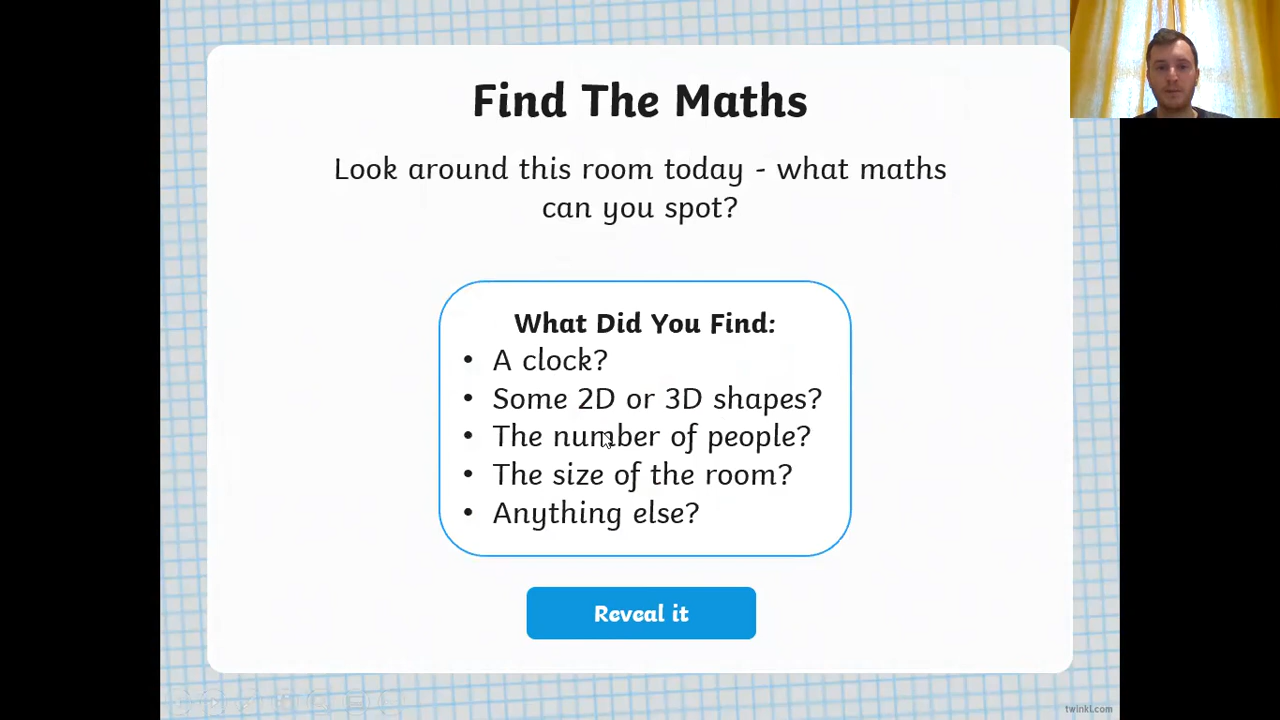 Find The Maths
Look around this room today - what maths
can you spot?
What Did You Find:
• A clock?
• Some 2D or 3D shapes?
• The number of people?
• The size of the room?
• Anything else?
Reveal it
twinkl.com